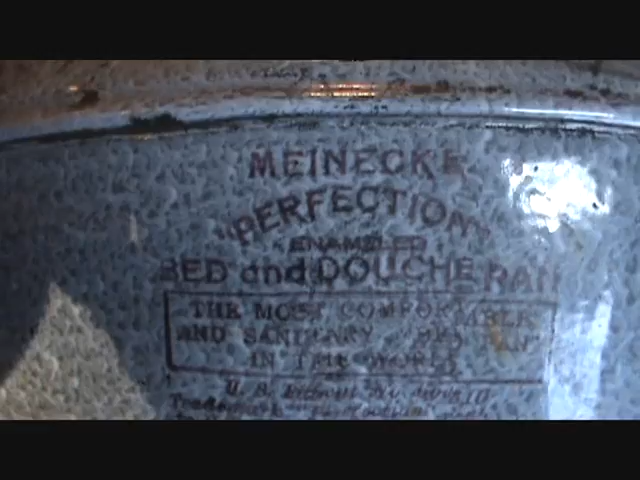 MEINECKE
"PERFECTION"
ENAMELED
BED and DOUCHE PAN
THE MOST COMFORTABLE
AND SANITARY BED PAN
IN THE WORLD
U. S.